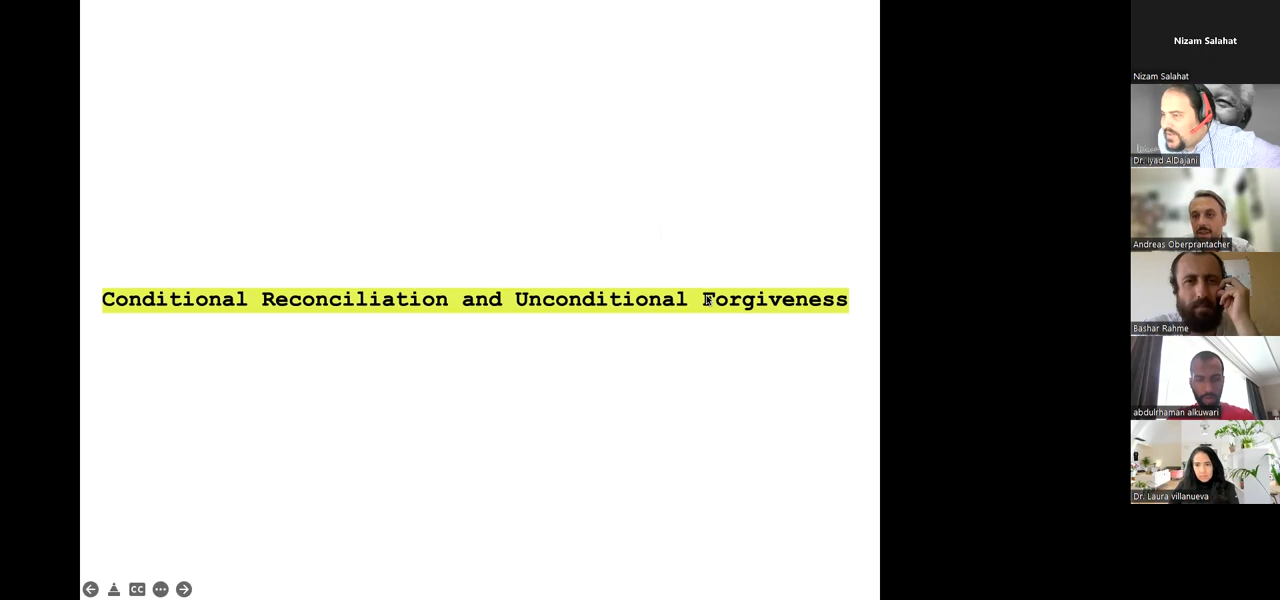 Conditional Reconciliation and Unconditional Forgiveness
CC
Nizam Salahat
Nizam Salahat
Dr. Iyad AlDajani
Andreas Oberprantacher
Bashar Rahme
abdulrhaman alkuwari
Dr. Laura villanueva